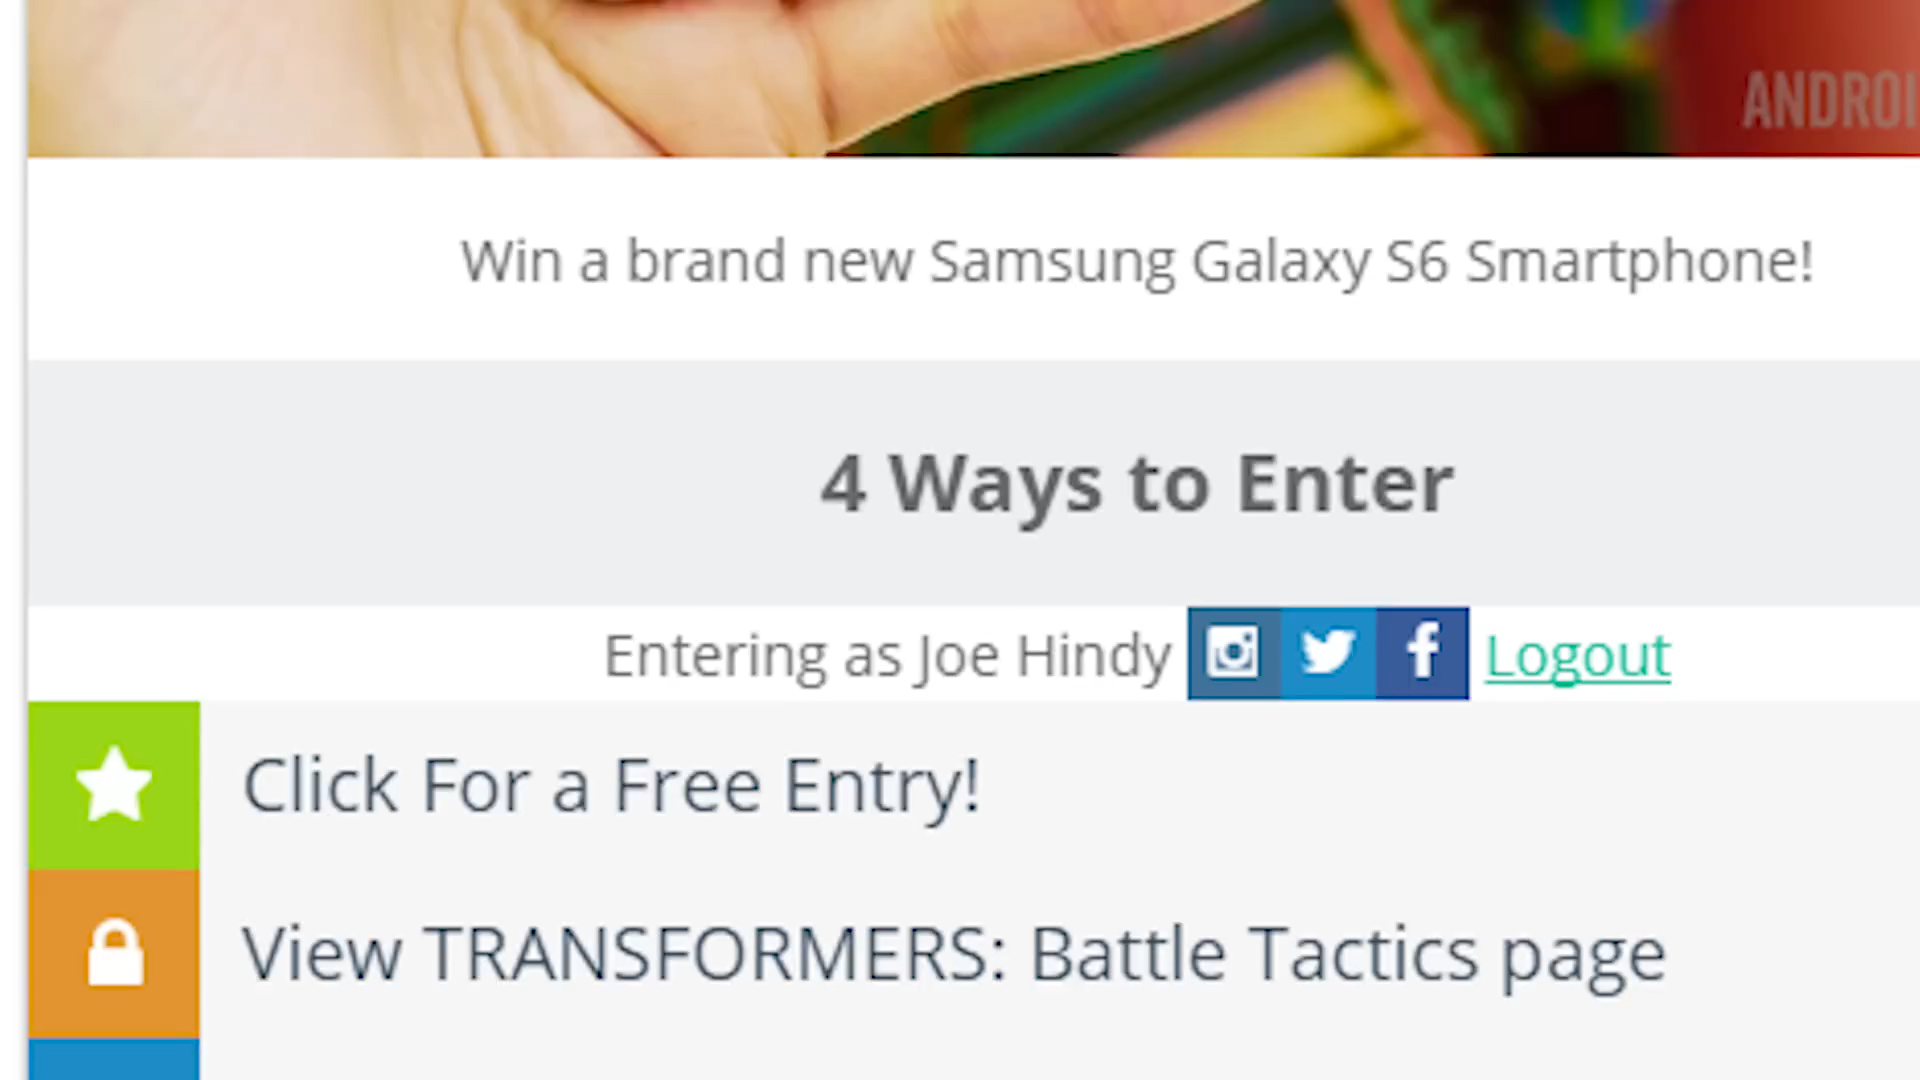 ANDROI
Win a brand new Samsung Galaxy S6 Smartphone!
4 Ways to Enter
Entering as Joe Hindy Logout
Click For a Free Entry!
View TRANSFORMERS: Battle Tactics page